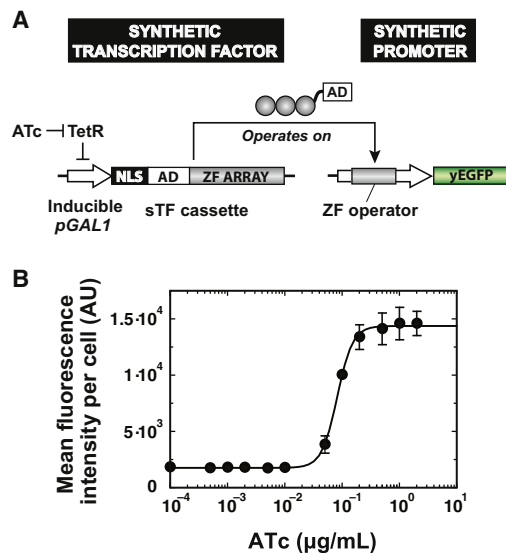 A
SYNTHETIC
TRANSCRIPTION FACTOR
SYNTHETIC
PROMOTER
AD
ATc
TetR
Operates on
NLS
AD
ZF ARRAY
yEGFP
Inducible
pGAL1
sTF cassette
ZF operator
B
Mean fluorescence
intensity per cell (AU)
1.5·10⁴
1·10⁴
5·10³
0
10⁻⁴
10⁻³
10⁻²
10⁻¹
10⁰
10¹
ATc (µg/mL)